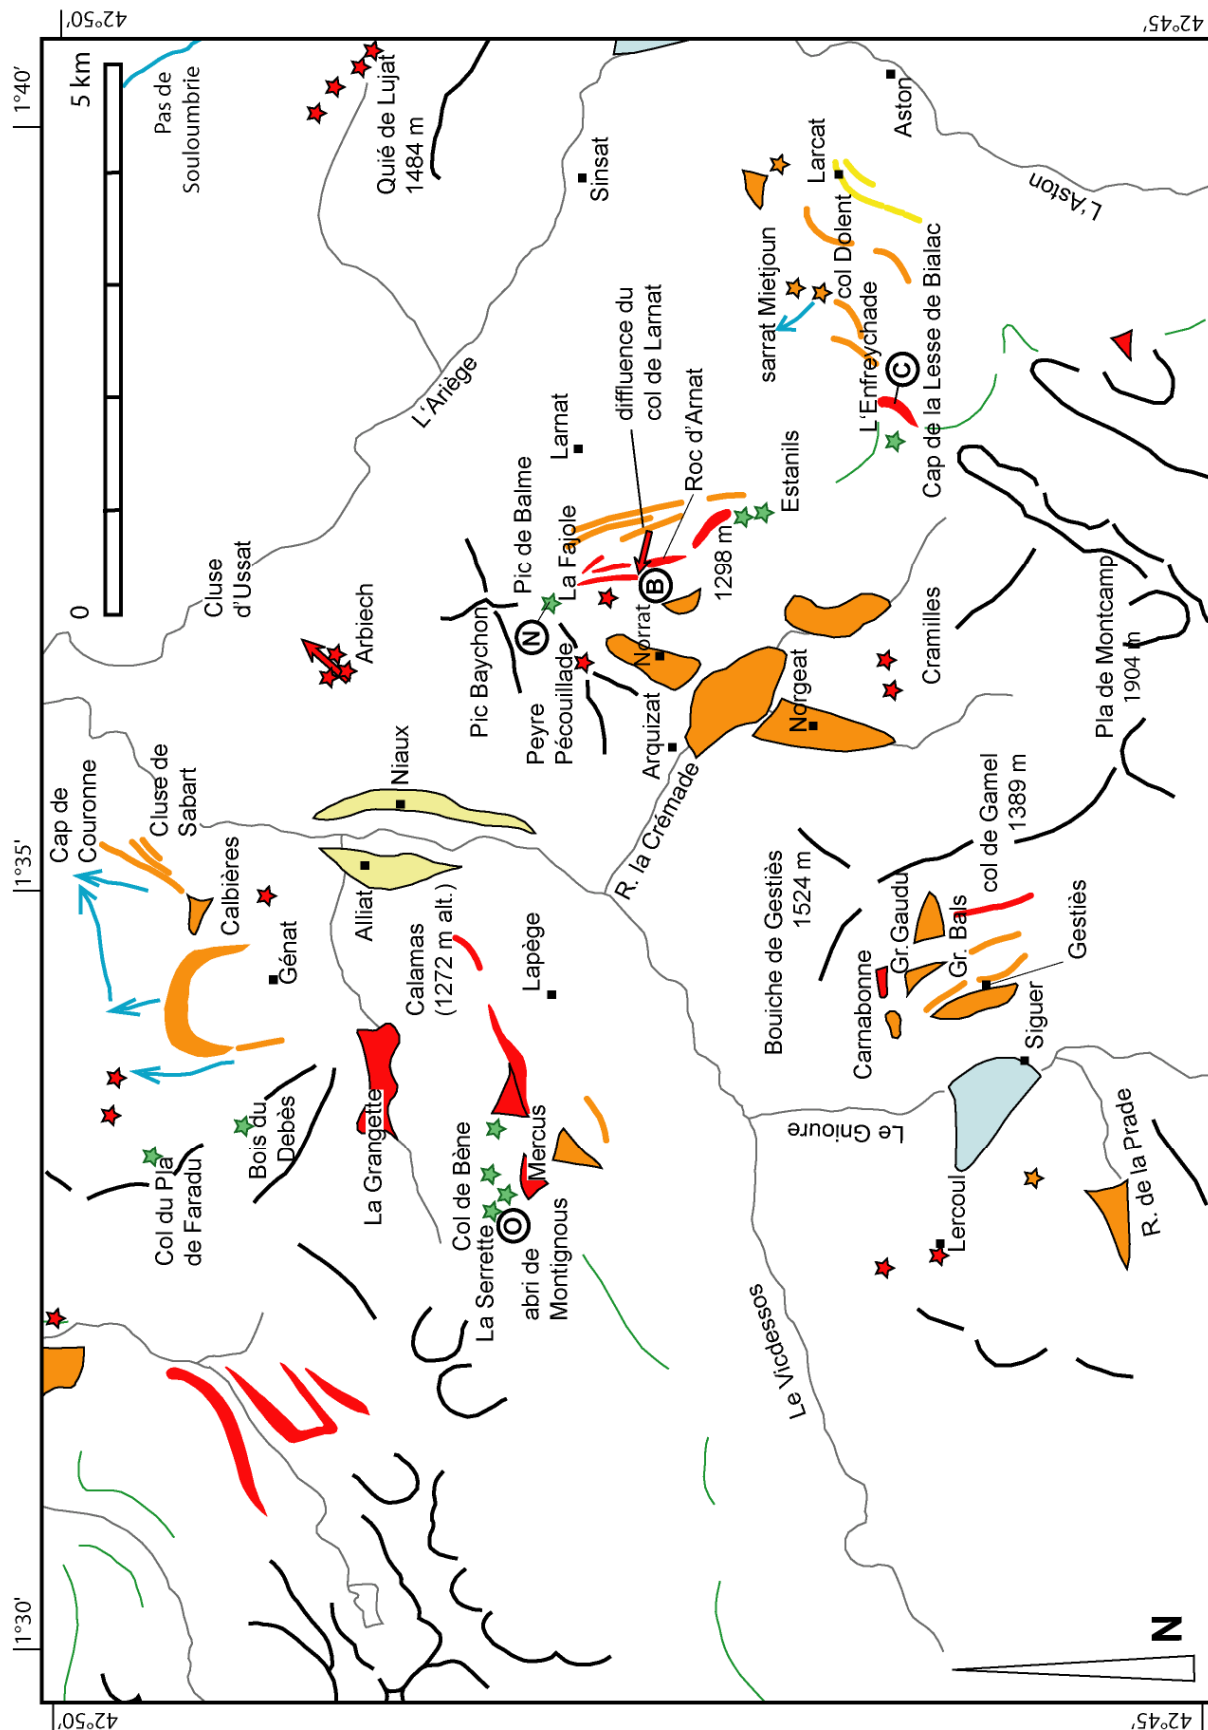 42°50'
1°40'
42°45'
0
5 km
Pas de
Souloumbrie
Quié de Lujat
1484 m
Sinsat
Aston
Larcat
L'Aston
L'Ariège
sarrat Mietjoun
col Dolent
L'Enfreychade
C
Cap de la Lesse de Bialac
diffluence du
col de Larnat
Larnat
Roc d'Arnat
Pic de Balme
La Fajole
Estanils
1298 m
B
N
Cluse
d'Ussat
Arbiech
Pic Baychon
Peyre
Pécouillade
Norrat
Arquizat
Norgeat
Cramilles
Pla de Montcamp
1904 m
R. la Crémade
Cap de
Couronne
Cluse de
Sabart
Niaux
1°35'
Calbières
Génat
Alliat
Calamas
(1272 m alt.)
Lapège
Bouiche de Gestiès
1524 m
col de Gamel
1389 m
Carnabonne
Gr. Gaudu
Gr. Bals
Gestiès
Siguer
Le Gnioure
Col du Pla
de Faradu
Bois du
Debès
La Grangette
Col de Bène
La Serrette
Mercus
O
abri de
Montignous
Lercoul
R. de la Prade
Le Vicdessos
1°30'
N
42°50'
42°45'